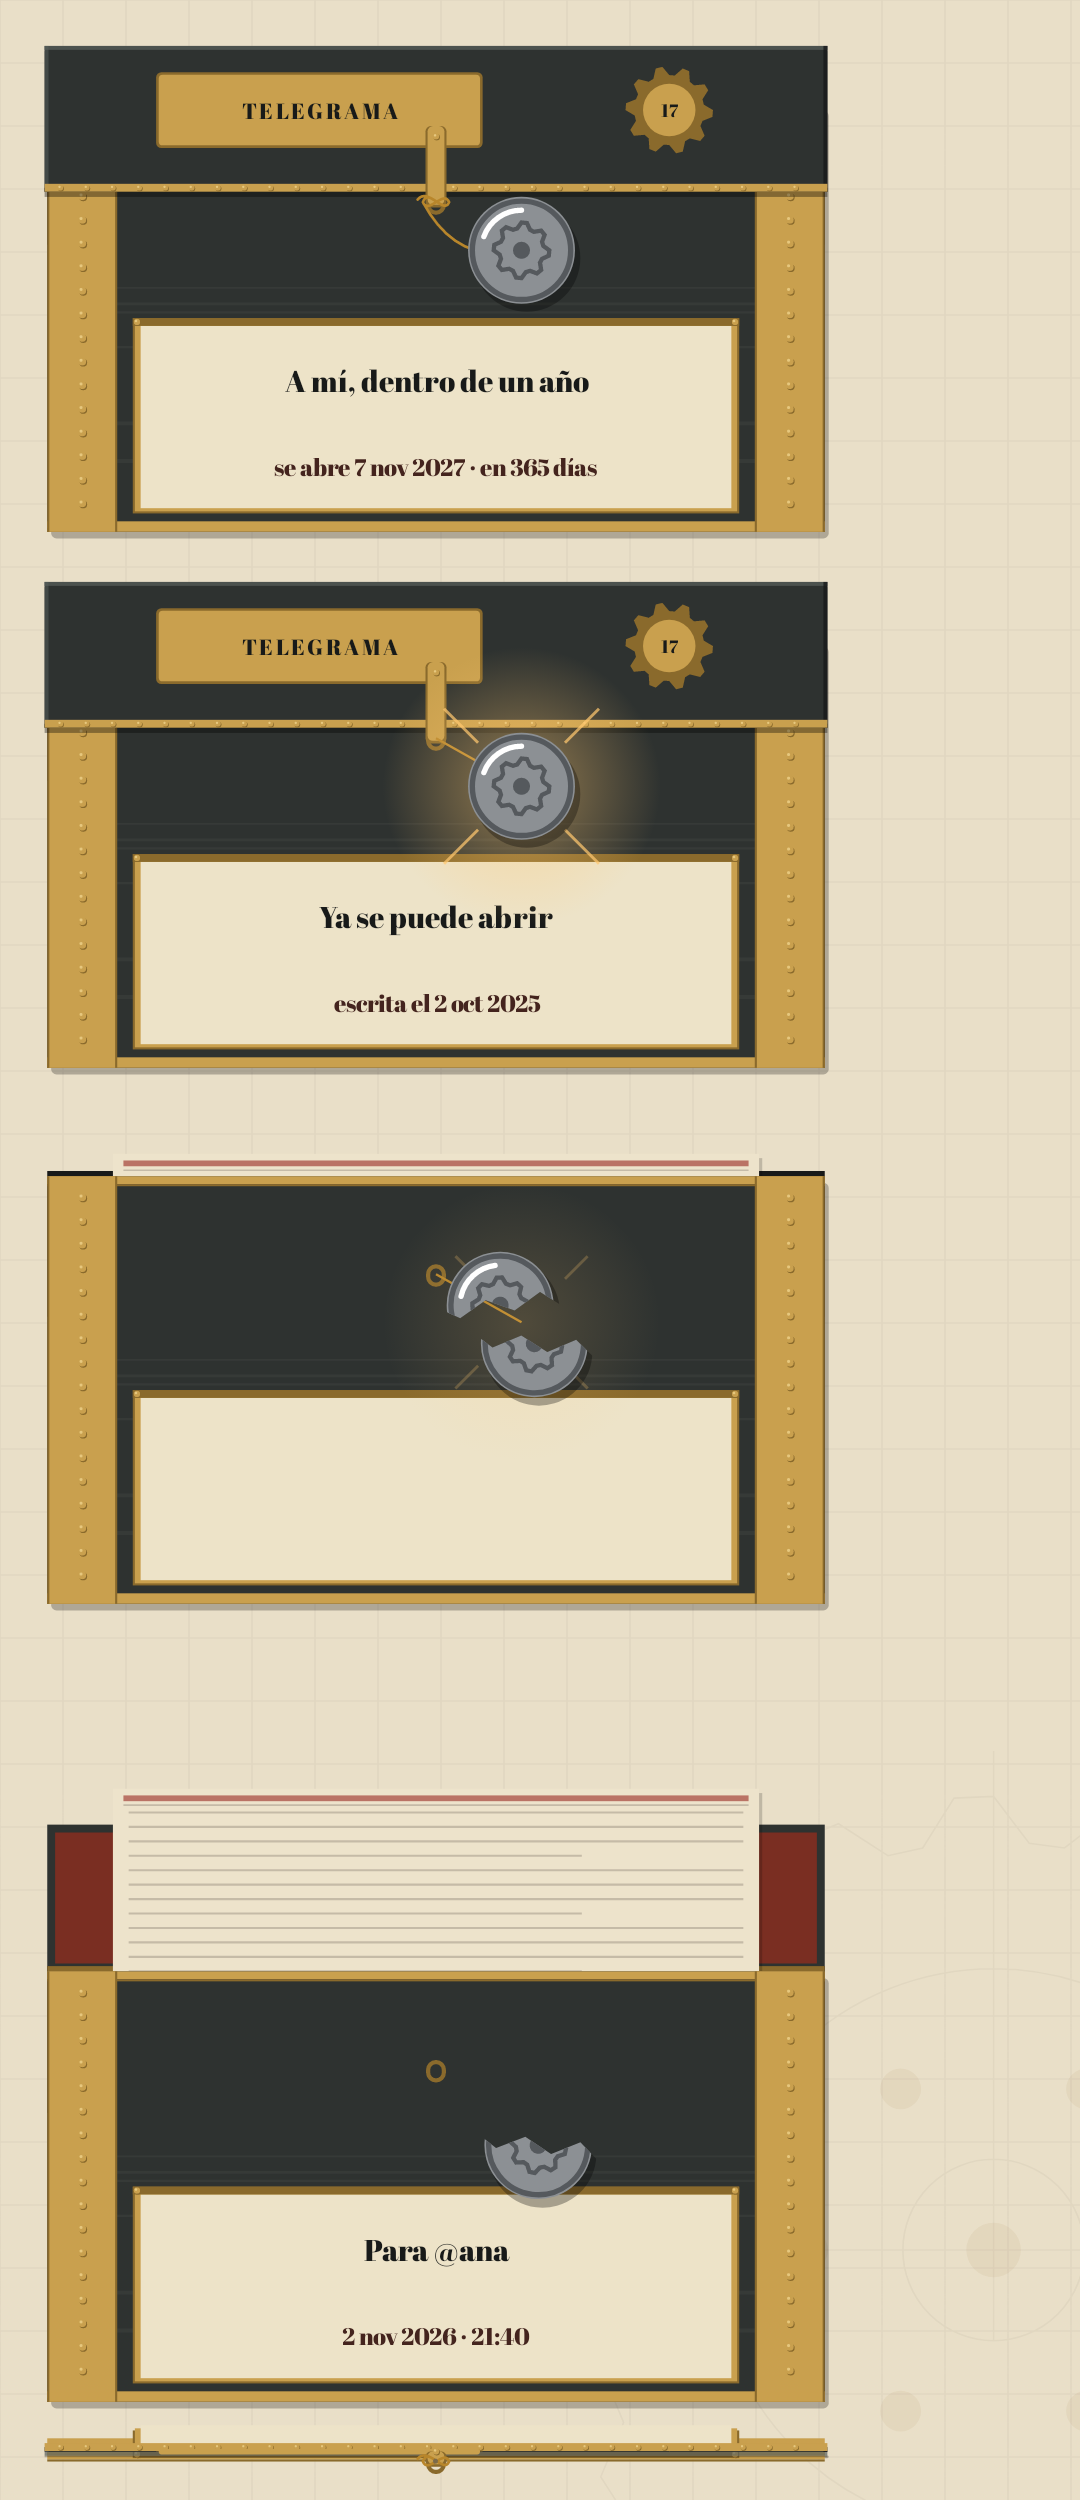 TELEGRAMA
17
A mí, dentro de un año
se abre 7 nov 2027 · en 365 días
TELEGRAMA
17
Ya se puede abrir
escrita el 2 oct 2025
Para @ana
2 nov 2026 · 21:40